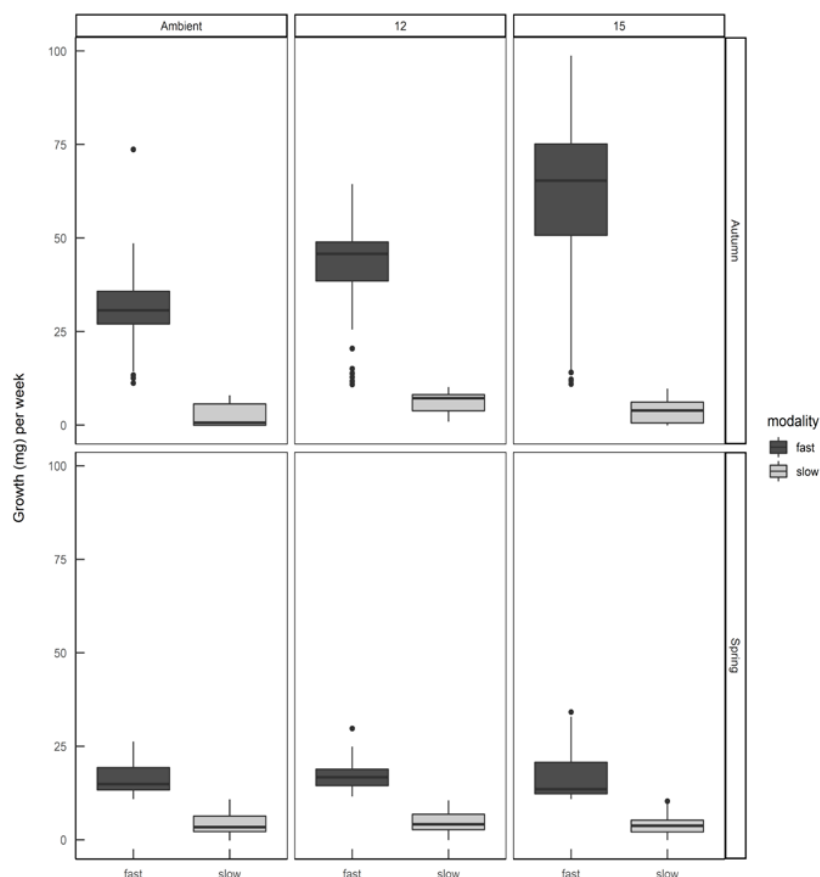 Ambient 12 15
100
75
50
25
0
Autumn
100
75
50
25
0
Spring
Growth (mg) per week
modality
fast
slow
fast slow fast slow fast slow